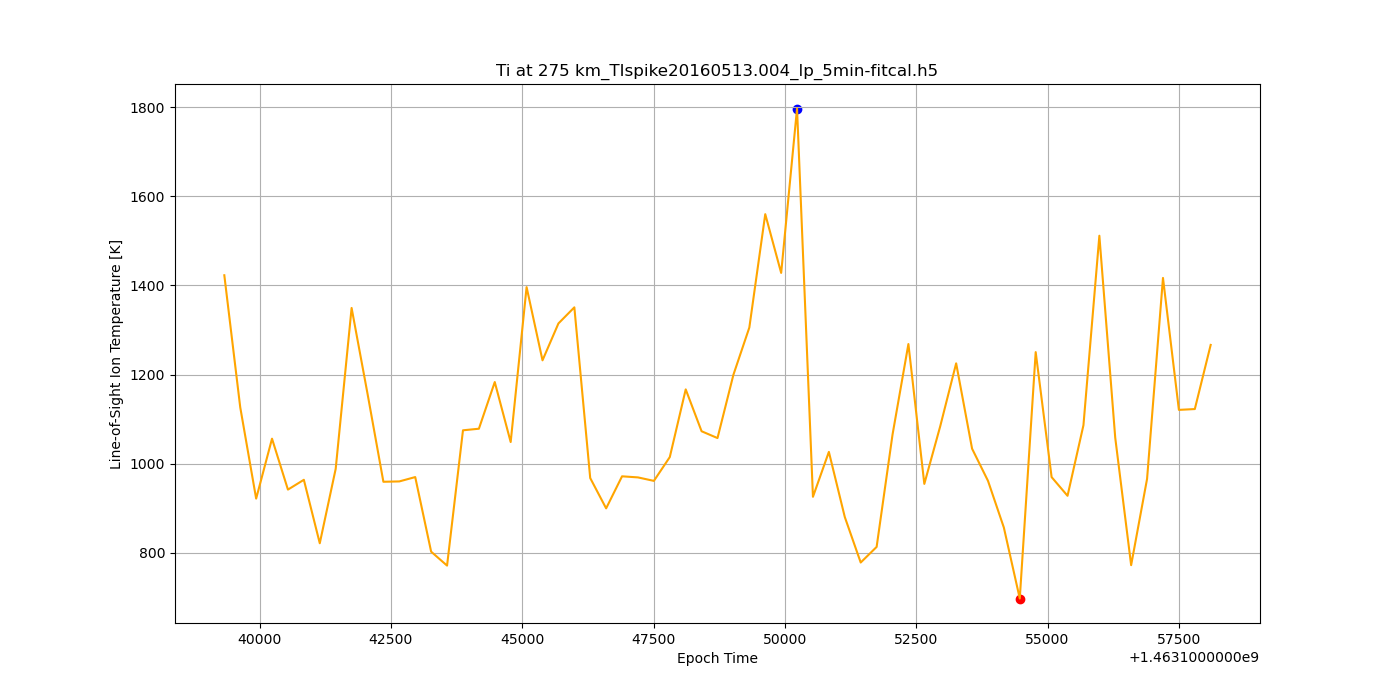 Ti at 275 km_TIspike20160513.004_lp_5min-fitcal.h5
Line-of-Sight Ion Temperature [K]
1800
1600
1400
1200
1000
800
40000 42500 45000 47500 50000 52500 55000 57500
Epoch Time
+1.4631000000e9